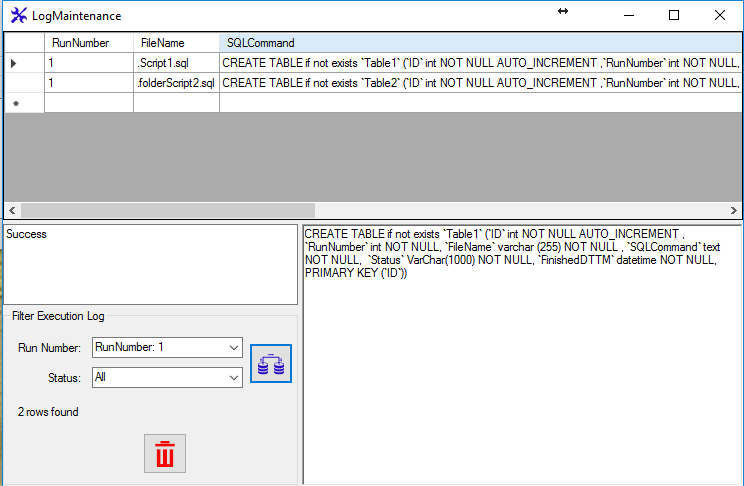 LogMaintenance
RunNumber FileName SQLCommand
1 .Script1.sql CREATE TABLE if not exists `Table1` (`ID` int NOT NULL AUTO_INCREMENT ,`RunNumber` int NOT NULL,
1 .folderScript2.sql CREATE TABLE if not exists `Table2` (`ID` int NOT NULL AUTO_INCREMENT ,`RunNumber` int NOT NULL,
Success
CREATE TABLE if not exists `Table1` (`ID` int NOT NULL AUTO_INCREMENT ,
`RunNumber` int NOT NULL, `FileName` varchar (255) NOT NULL , `SQLCommand` text
NOT NULL, `Status` VarChar(1000) NOT NULL, `FinishedDTTM` datetime NOT NULL,
PRIMARY KEY (`ID`))
Filter Execution Log
Run Number: RunNumber: 1
Status: All
2 rows found